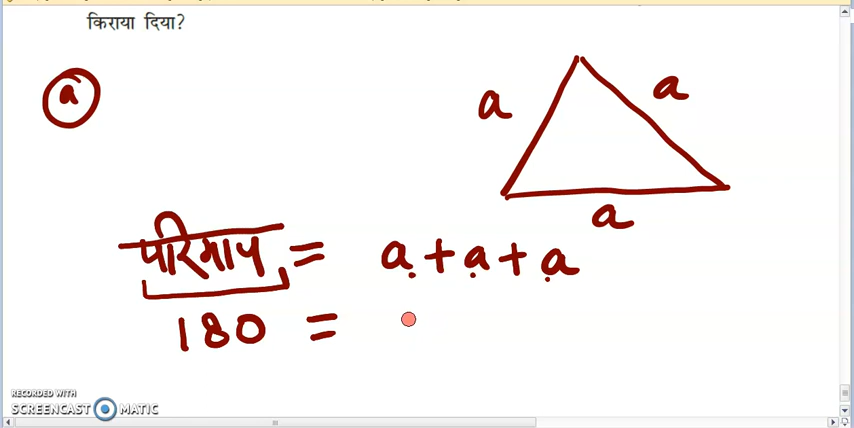 किराया दिया?
a
a
a
a
परिमाप = a + a + a
180 =
RECORDED WITH
SCREENCAST MATIC